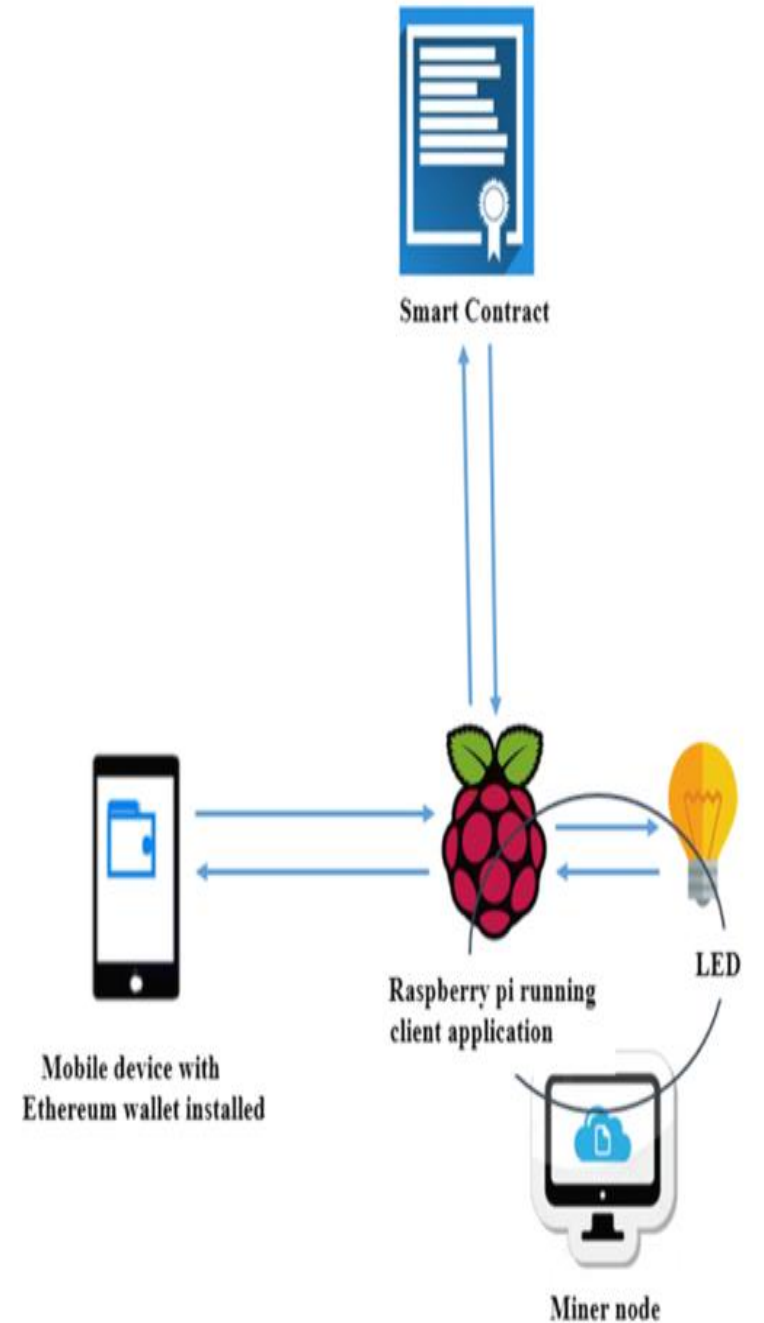 Smart Contract
Raspberry pi running
client application
LED
Mobile device with
Ethereum wallet installed
Miner node